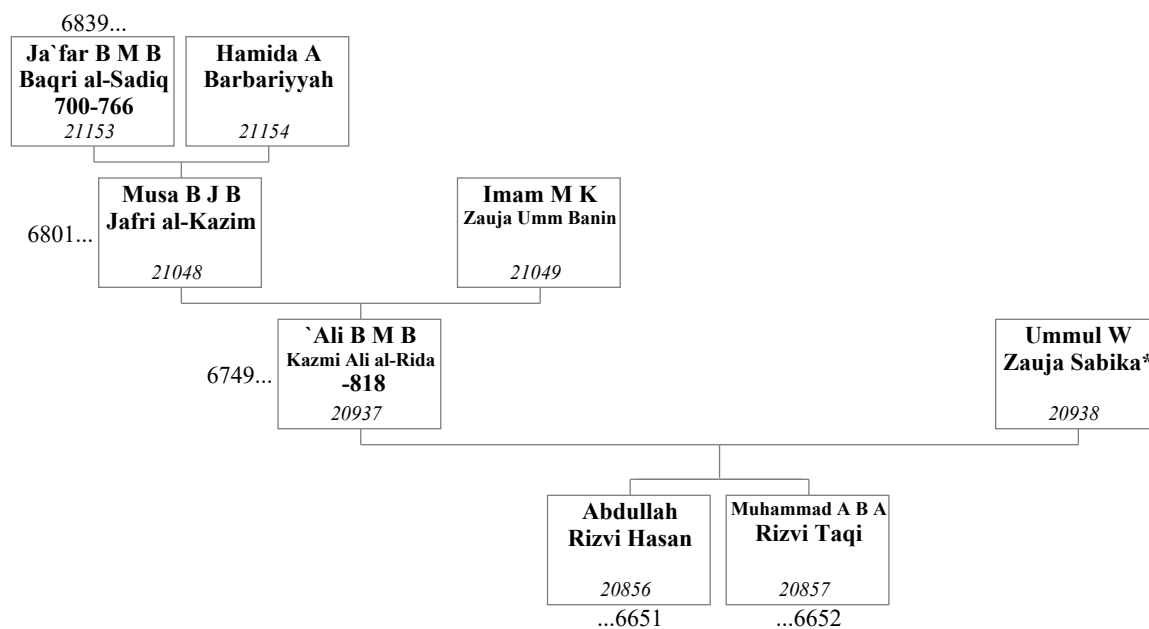 6839...
Ja`far B M B
Baqri al-Sadiq
700-766
21153
Hamida A
Barbariyyah
21154
6801...
Musa B J B
Jafri al-Kazim
21048
Imam M K
Zauja Umm Banin
21049
6749...
`Ali B M B
Kazmi Ali al-Rida
-818
20937
Ummul W
Zauja Sabika*
20938
Abdullah
Rizvi Hasan
20856
...6651
Muhammad A B A
Rizvi Taqi
20857
...6652